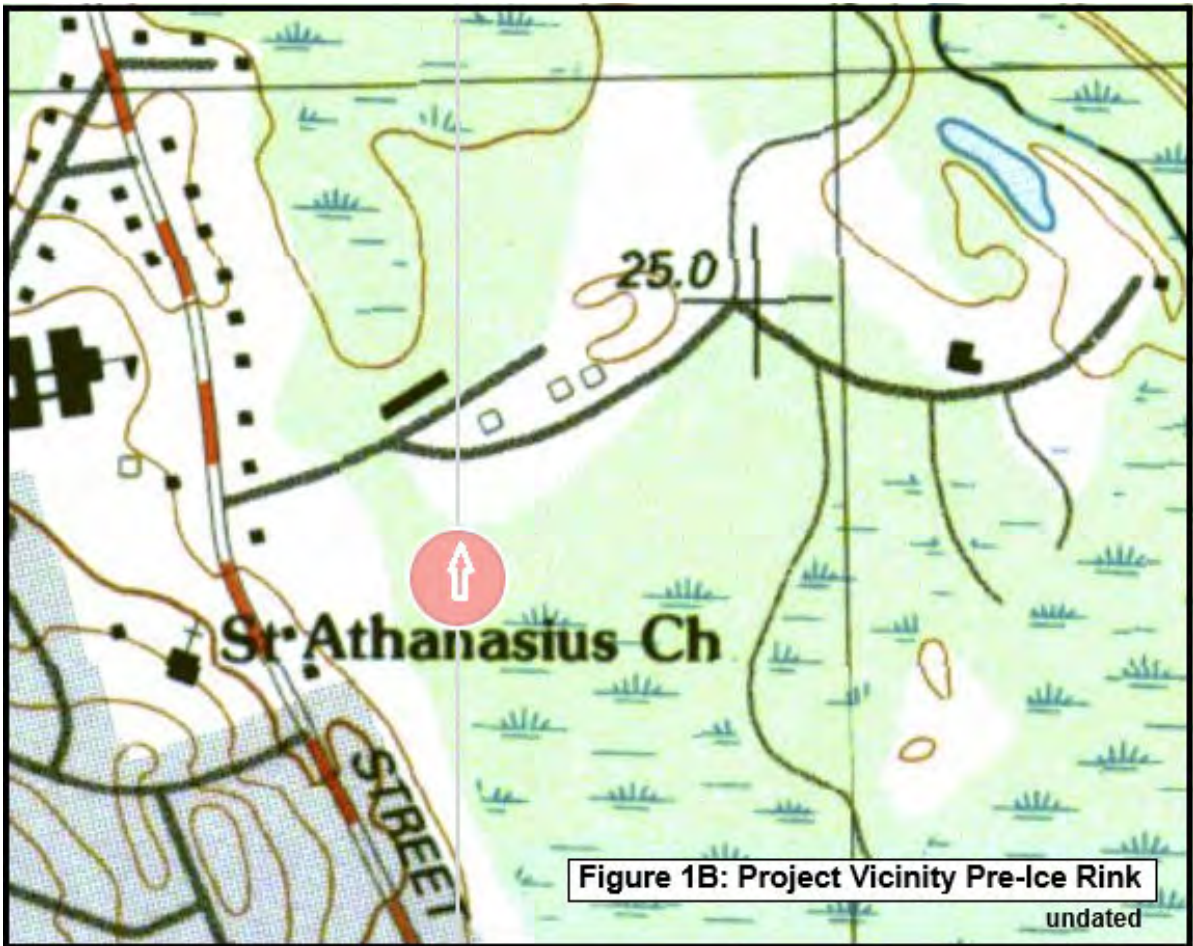 25.0
St Athanasius Ch
STREET
Figure 1B: Project Vicinity Pre-Ice Rink
undated